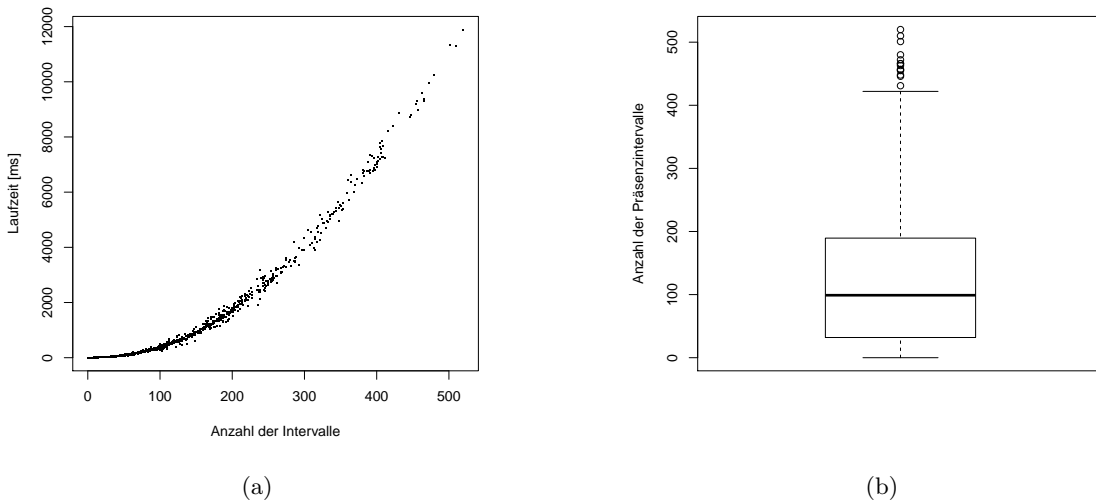 12000
10000
8000
6000
4000
2000
0
Laufzeit [ms]
0 100 200 300 400 500
Anzahl der Intervalle
(a)
500
400
300
200
100
0
Anzahl der Präsenzintervalle
(b)